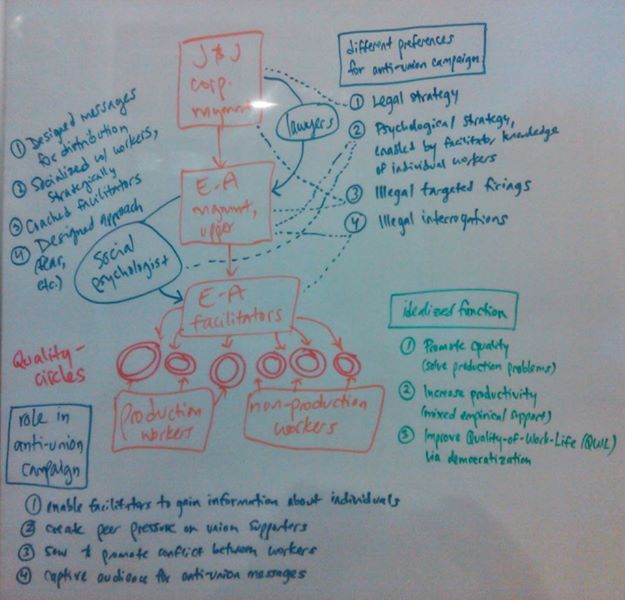 J & J
corp.
mngmnt
different preferences
for anti-union campaign
① Legal strategy
② Psychological strategy,
enabled by facilitator knowledge
of individual workers
③ Illegal targeted firings
④ Illegal interrogations
lawyers
① Designed messages
for distribution
② Socialized w/ workers,
strategically
③ Coached facilitators
④ Designed approach
(fear,
etc.)
E-A
mngmnt,
upper
social
psychologist
E-A
facilitators
Quality-
circles
production
workers
non-production
workers
idealized function
① Promote quality
(solve production problems)
② Increase productivity
(mixed empirical support)
③ Improve Quality-of-Work-Life (QWL)
via democratization
role in
anti-union
campaign
① enable facilitators to gain information about individuals
② create peer pressure on union supporters
③ sow & promote conflict between workers
④ captive audience for anti-union messages